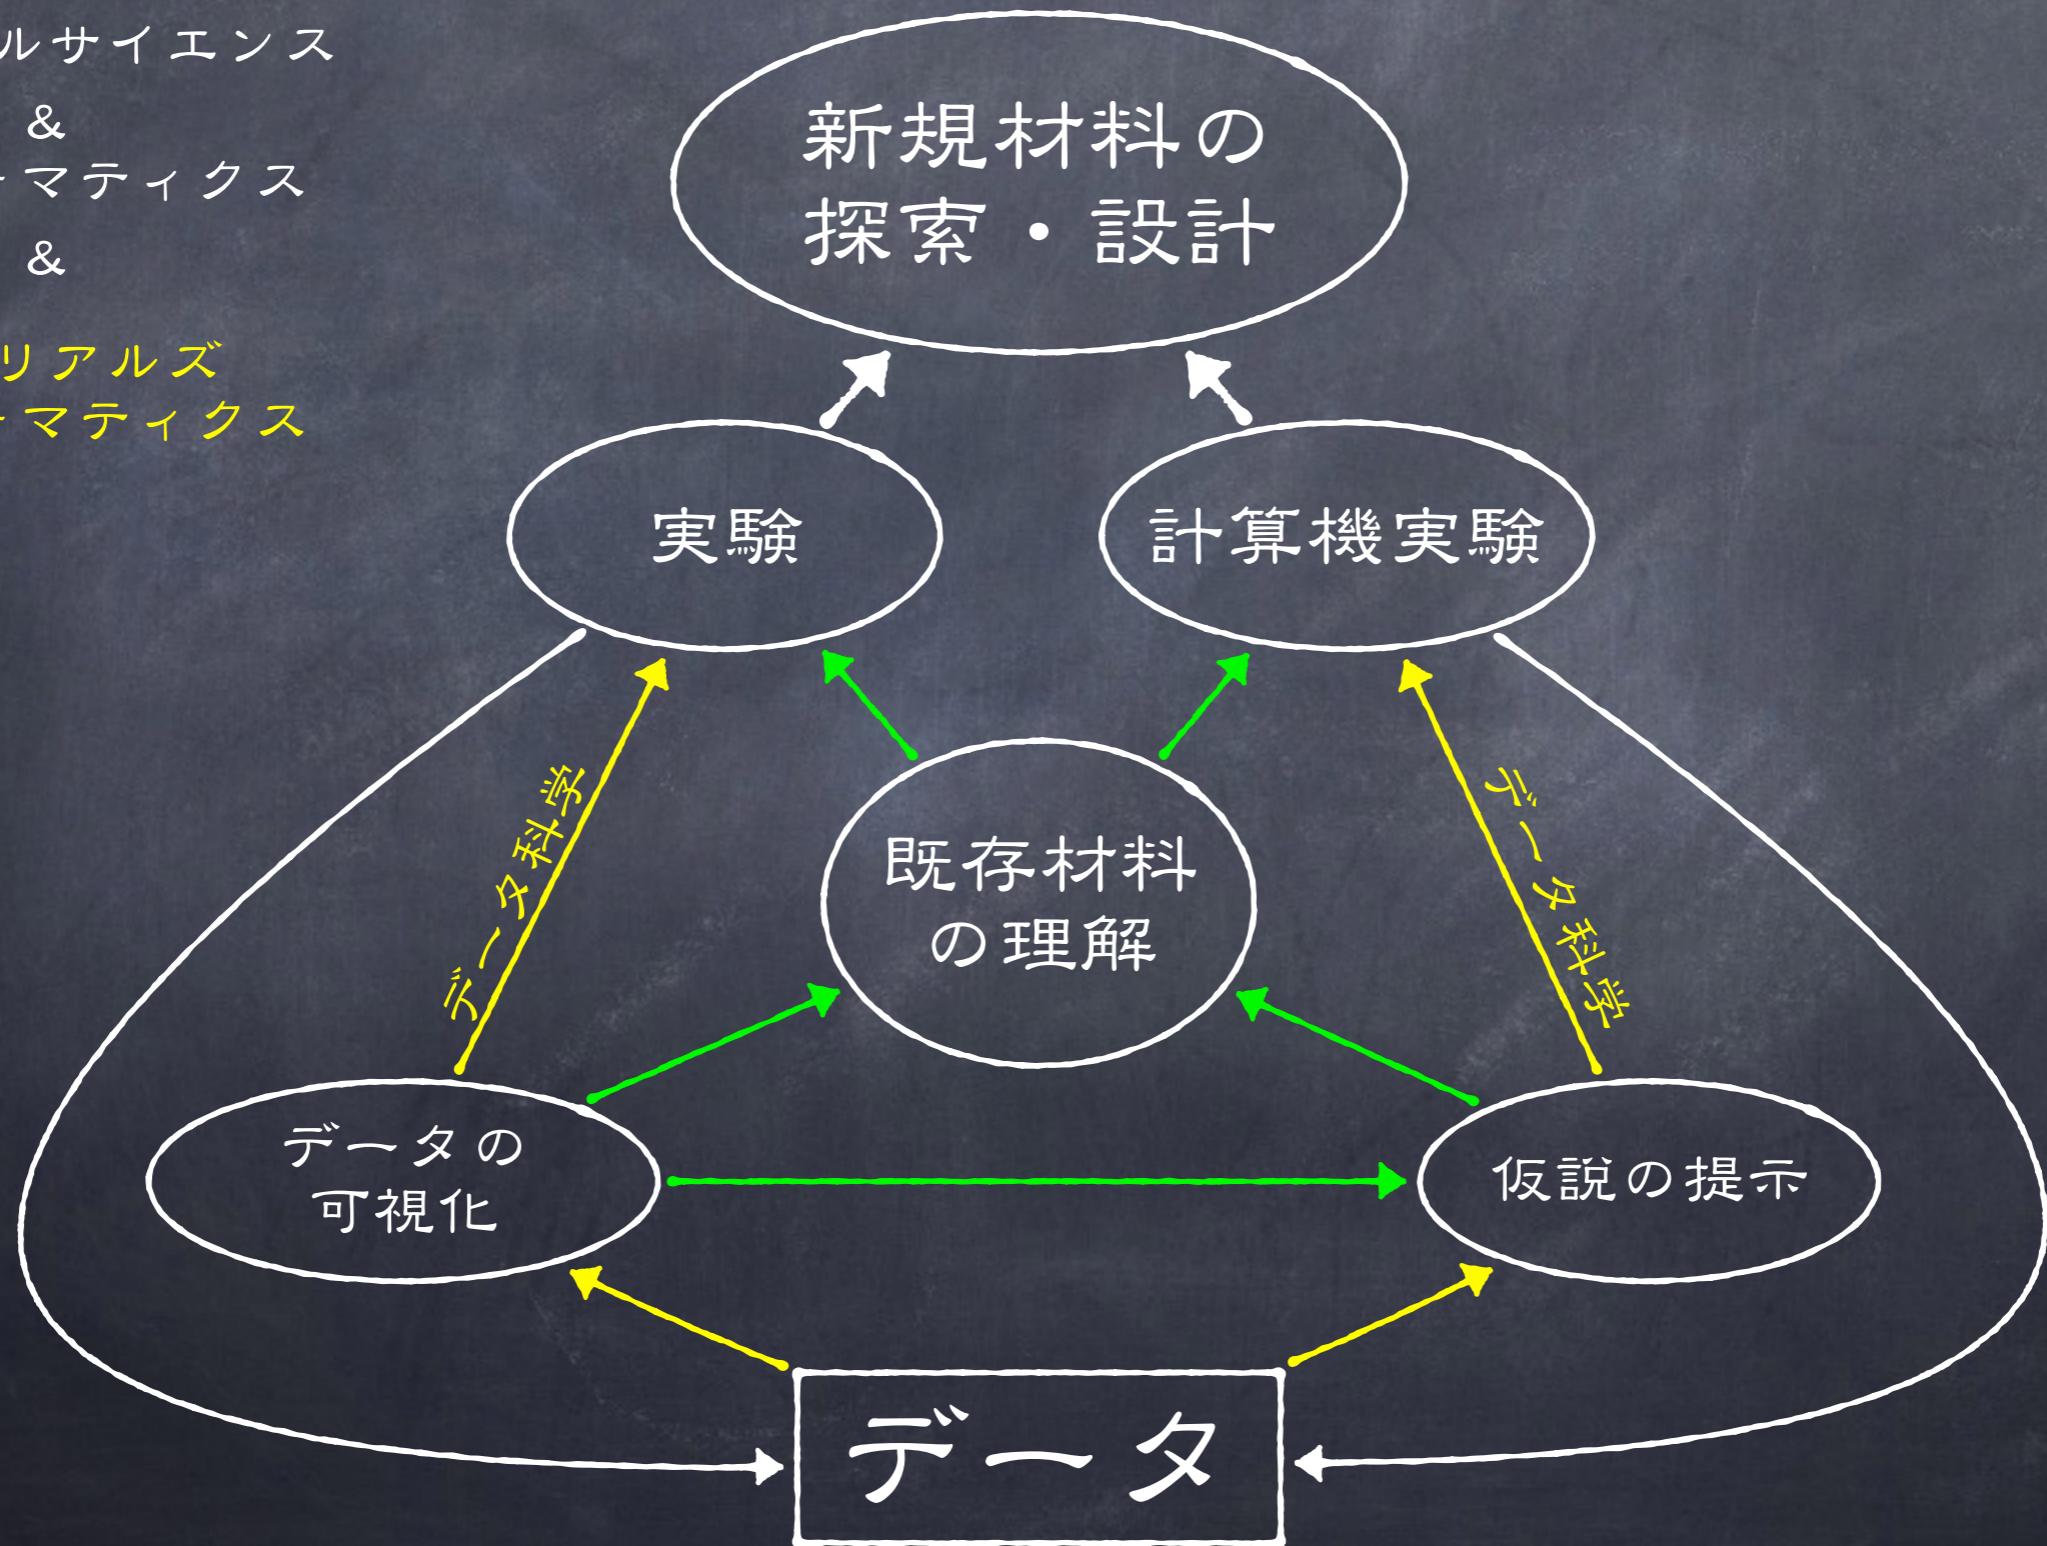 ルサイエンス
&
マティクス
&
リアルズ
マティクス
新規材料の
探索・設計
実験
計算機実験
データ科学
データ科学
既存材料
の理解
データの
可視化
仮説の提示
データ